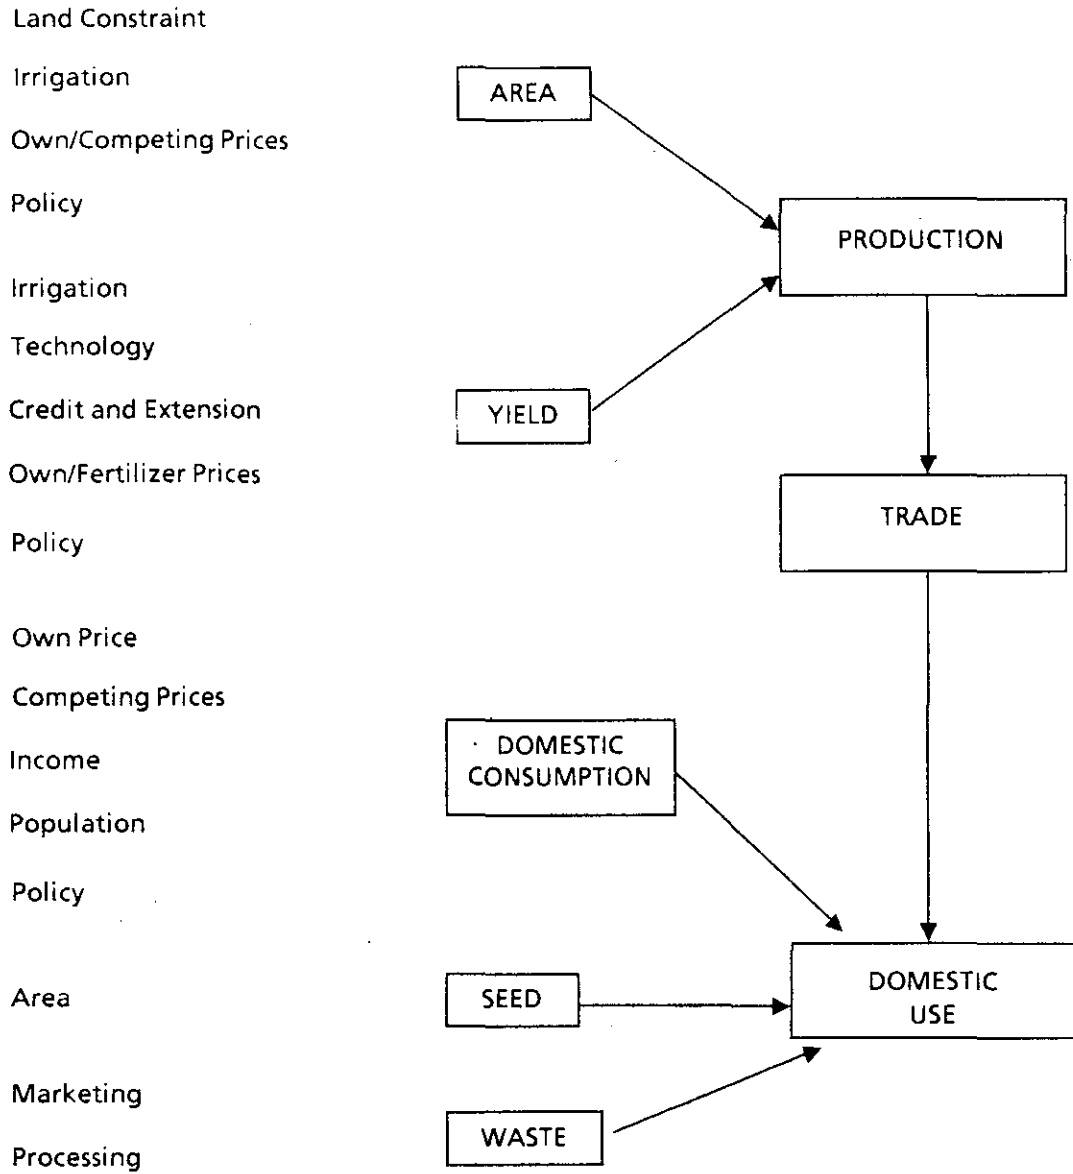 Land Constraint
Irrigation
AREA
Own/Competing Prices
Policy
PRODUCTION
Irrigation
Technology
Credit and Extension
YIELD
Own/Fertilizer Prices
TRADE
Policy
Own Price
Competing Prices
DOMESTIC
CONSUMPTION
Income
Population
Policy
Area
SEED
DOMESTIC
USE
Marketing
WASTE
Processing